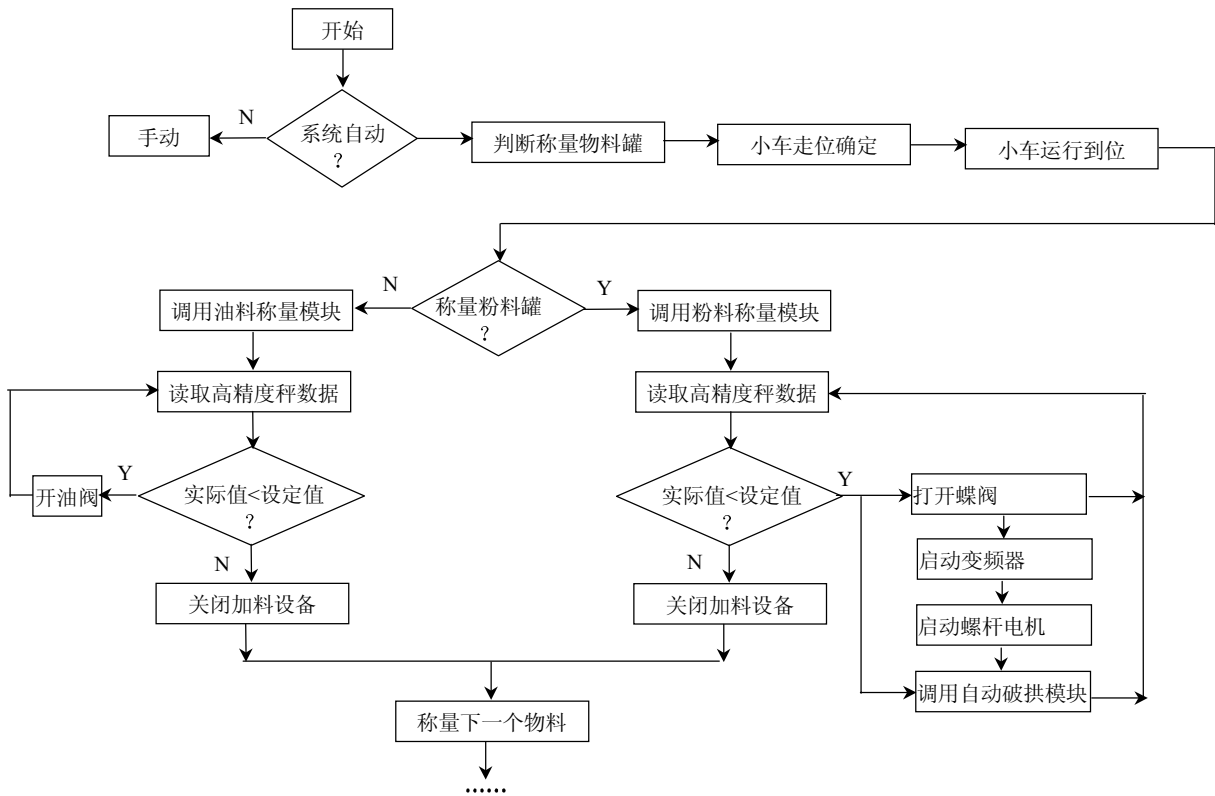 开始
N
手动
系统自动
?
判断称量物料罐
小车走位确定
小车运行到位
N
称量粉料罐
?
Y
调用油料称量模块
调用粉料称量模块
读取高精度秤数据
读取高精度秤数据
Y
开油阀
实际值<设定值
?
实际值<设定值
?
Y
打开蝶阀
N
N
启动变频器
关闭加料设备
关闭加料设备
启动螺杆电机
调用自动破拱模块
称量下一个物料
······